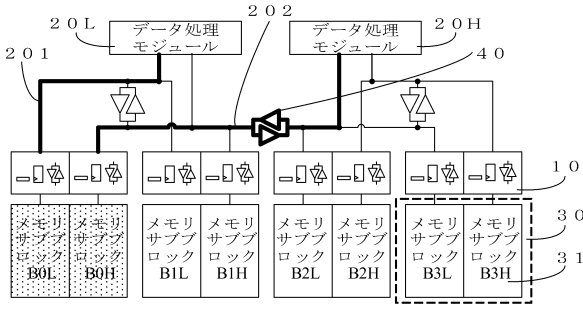 ２０Ｌ
データ処理
モジュール
２０２
データ処理
モジュール
２０Ｈ
２０１
４０
１０
メモリ
サブブ
ロック
B0L
メモリ
サブブ
ロック
B0H
メモリ
サブブ
ロック
B1L
メモリ
サブブ
ロック
B1H
メモリ
サブブ
ロック
B2L
メモリ
サブブ
ロック
B2H
メモリ
サブブ
ロック
B3L
メモリ
サブブ
ロック
B3H
３０
３１